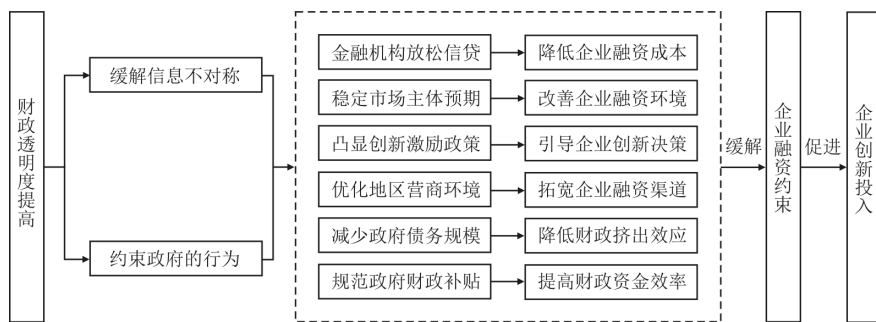 财政透明度提高
缓解信息不对称
约束政府的行为
金融机构放松信贷
降低企业融资成本
稳定市场主体预期
改善企业融资环境
凸显创新激励政策
引导企业创新决策
优化地区营商环境
拓宽企业融资渠道
减少政府债务规模
降低财政挤出效应
规范政府财政补贴
提高财政资金效率
缓解
企业融资约束
促进
企业创新投入